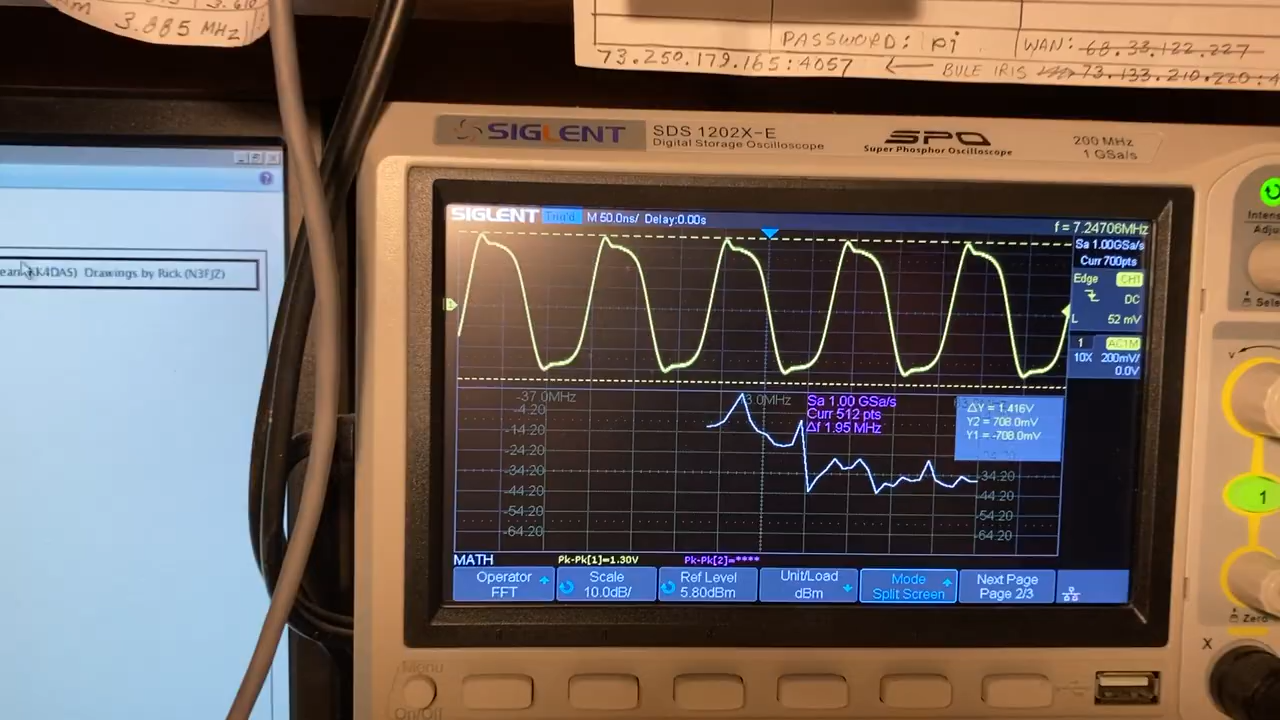 3.885 MHz
PASSWORD: pi
WAN: 68.33.122.227
73.250.179.165:4057 ← BULE IRIS 73.133.210.220:4
SIGLENT
SDS 1202X-E
Digital Storage Oscilloscope
SPO
Super Phosphor Oscilloscope
200 MHz
1 GSa/s
KK4DAS) Drawings by Rick (N3FJZ)
SIGLENT Trig'd M 50.0ns/ Delay:0.00s
f = 7.24706MHz
Sa 1.00GSa/s
Curr 700pts
Edge CH1
DC
L 52 mV
1 AC1M
10X 200mV/
0.0V
-37.0MHz
3.0MHz
Sa 1.00 GSa/s
Curr 512 pts
Δf 1.95 MHz
ΔY = 1.416V
Y2 = 708.0mV
Y1 = -708.0mV
-4.20
-14.20
-24.20
-34.20
-44.20
-54.20
-64.20
-34.20
-44.20
-54.20
-64.20
MATH Pk-Pk[1]=1.30V Pk-Pk[2]=****
Operator
FFT
Scale
10.0dB/
Ref Level
5.80dBm
Unit/Load
dBm
Mode
Split Screen
Next Page
Page 2/3
Menu
On/Off
1
Zero
X